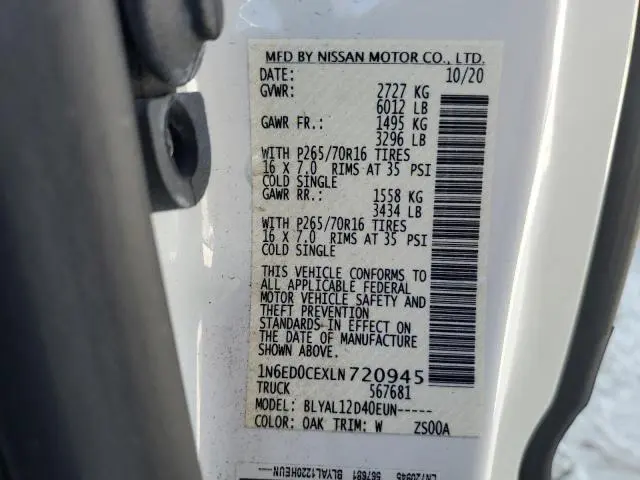 MFD BY NISSAN MOTOR CO., LTD.
DATE: 10/20
GVWR: 2727 KG
6012 LB
GAWR FR.: 1495 KG
3296 LB
WITH P265/70R16 TIRES
16 X 7.0 RIMS AT 35 PSI
COLD SINGLE
GAWR RR.: 1558 KG
3434 LB
WITH P265/70R16 TIRES
16 X 7.0 RIMS AT 35 PSI
COLD SINGLE
THIS VEHICLE CONFORMS TO
ALL APPLICABLE FEDERAL
MOTOR VEHICLE SAFETY AND
THEFT PREVENTION
STANDARDS IN EFFECT ON
THE DATE OF MANUFACTURE
SHOWN ABOVE.
1N6ED0CEXLN720945
TRUCK 567681
MODEL: BLYAL12D40EUN-----
COLOR: OAK TRIM: W ZS00A
LN720945 567681 BLYAL1220HEUN